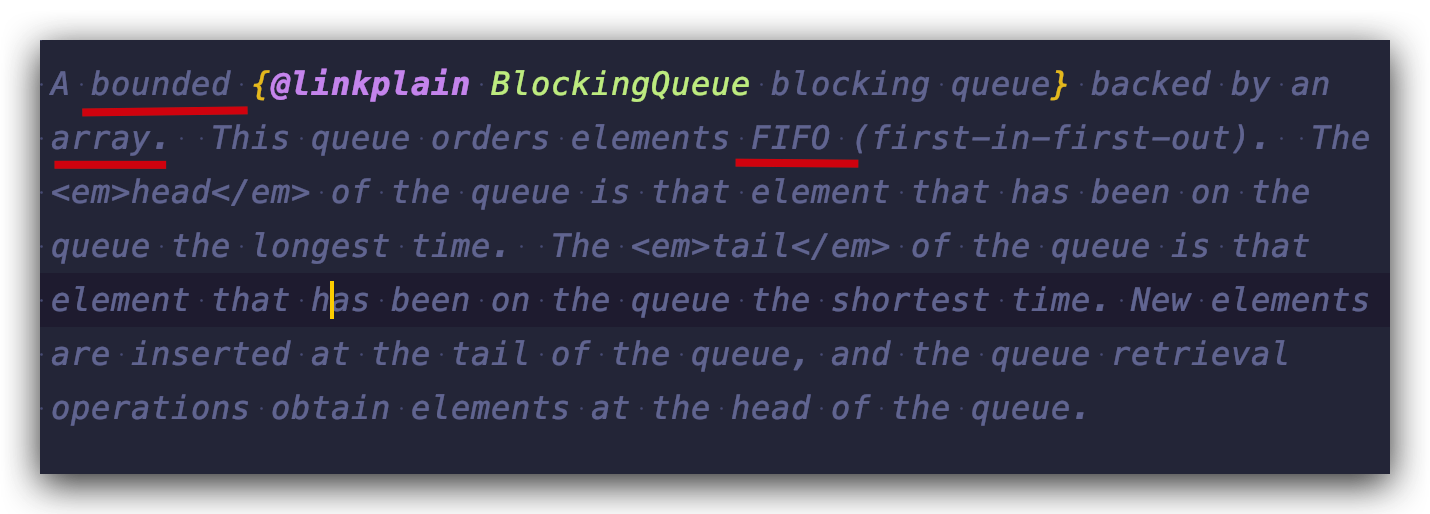 A bounded {@linkplain BlockingQueue blocking queue} backed by an
array.  This queue orders elements FIFO (first-in-first-out).  The
<em>head</em> of the queue is that element that has been on the
queue the longest time.  The <em>tail</em> of the queue is that
element that has been on the queue the shortest time. New elements
are inserted at the tail of the queue, and the queue retrieval
operations obtain elements at the head of the queue.